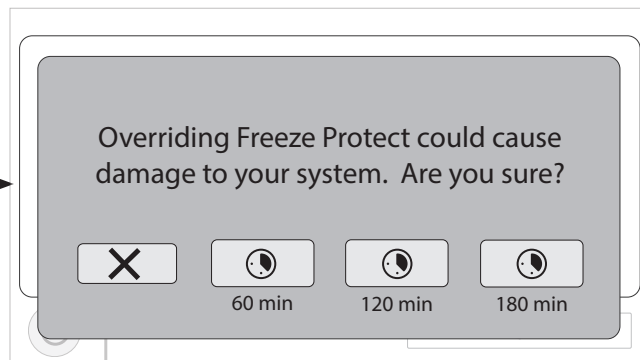 Overriding Freeze Protect could cause
damage to your system.  Are you sure?
60 min 120 min 180 min